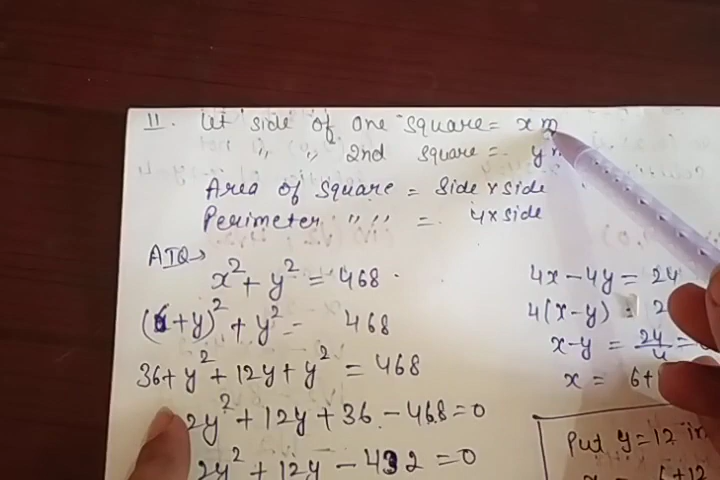 11. Let side of one square = x m
" " 2nd square = y
Area of square = Side x side
Perimeter " " = 4 x side
ATQ→
x² + y² = 468
(6+y)² + y² = 468
36 + y² + 12y + y² = 468
2y² + 12y + 36 - 468 = 0
2y² + 12y - 432 = 0
4x - 4y = 24
4(x-y) = 2
x-y = 24/4 =
x = 6+
Put y = 12 in